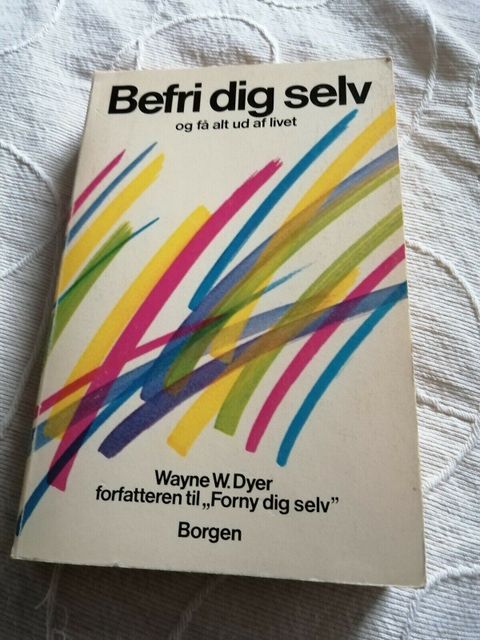 Befri dig selv
og få alt ud af livet
Wayne W. Dyer
forfatteren til „Forny dig selv”
Borgen